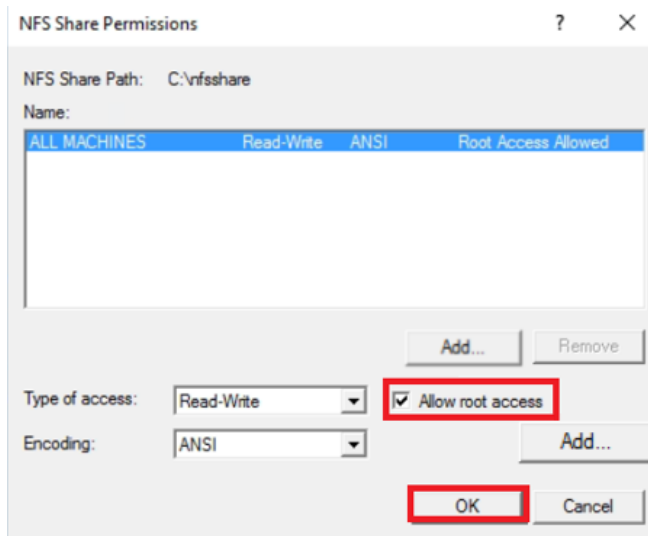 NFS Share Permissions ? ×
NFS Share Path: C:\nfsshare
Name:
ALL MACHINES Read-Write ANSI Root Access Allowed
Add... Remove
Type of access: Read-Write Allow root access
Encoding: ANSI Add...
OK Cancel